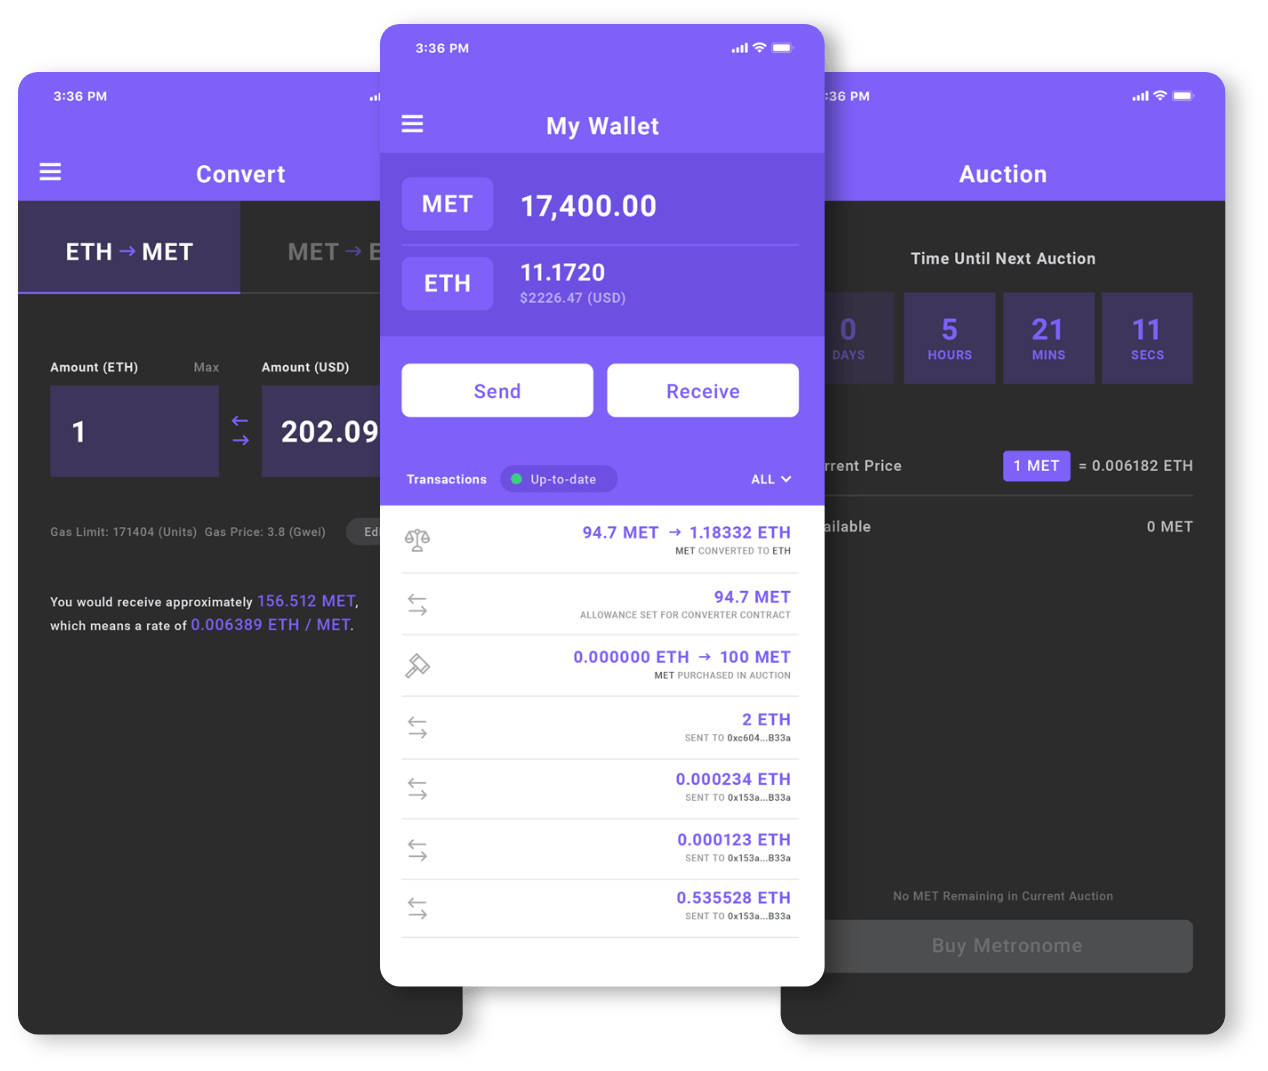 3:36 PM
Convert
ETH → MET
MET →
Amount (ETH) Max Amount (USD)
1
202.09
Gas Limit: 171404 (Units) Gas Price: 3.8 (Gwei)
You would receive approximately 156.512 MET,
which means a rate of 0.006389 ETH / MET.
3:36 PM
My Wallet
MET 17,400.00
ETH 11.1720
$2226.47 (USD)
Send Receive
Transactions Up-to-date ALL
94.7 MET → 1.18332 ETH
MET CONVERTED TO ETH
94.7 MET
ALLOWANCE SET FOR CONVERTER CONTRACT
0.000000 ETH → 100 MET
MET PURCHASED IN AUCTION
2 ETH
SENT TO 0xc604...B33a
0.000234 ETH
SENT TO 0x153a...B33a
0.000123 ETH
SENT TO 0x153a...B33a
0.535528 ETH
SENT TO 0x153a...B33a
:36 PM
Auction
Time Until Next Auction
0 5 21 11
DAYS HOURS MINS SECS
Price 1 MET = 0.006182 ETH
0 MET
No MET Remaining in Current Auction
Buy Metronome